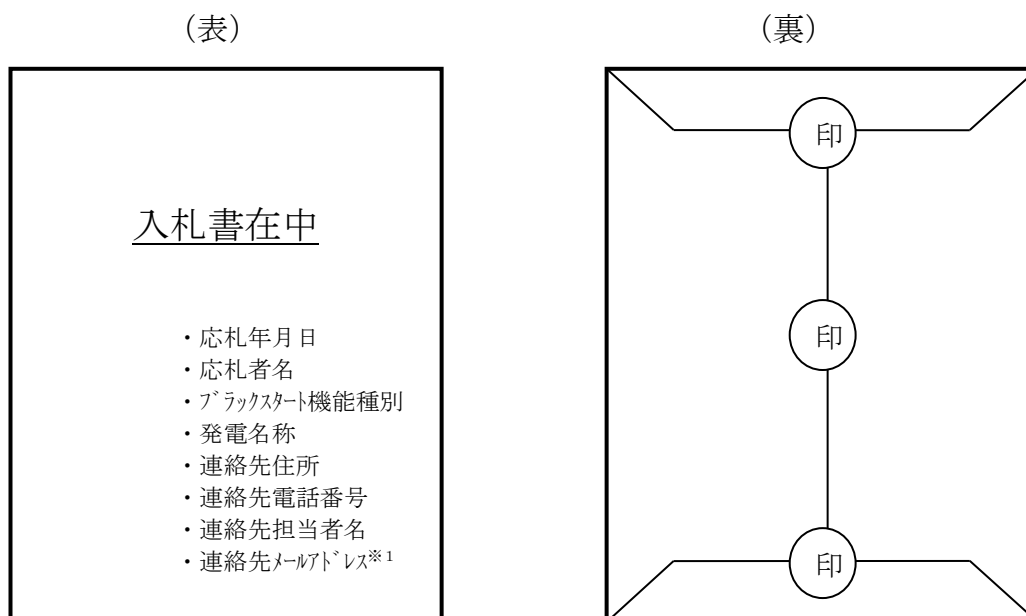 （表）
入札書在中
・応札年月日
・応札者名
・ﾌﾞﾗｯｸｽﾀｰﾄ機能種別
・発電名称
・連絡先住所
・連絡先電話番号
・連絡先担当者名
・連絡先ﾒｰﾙｱﾄﾞﾚｽ※1
（裏）
印
印
印